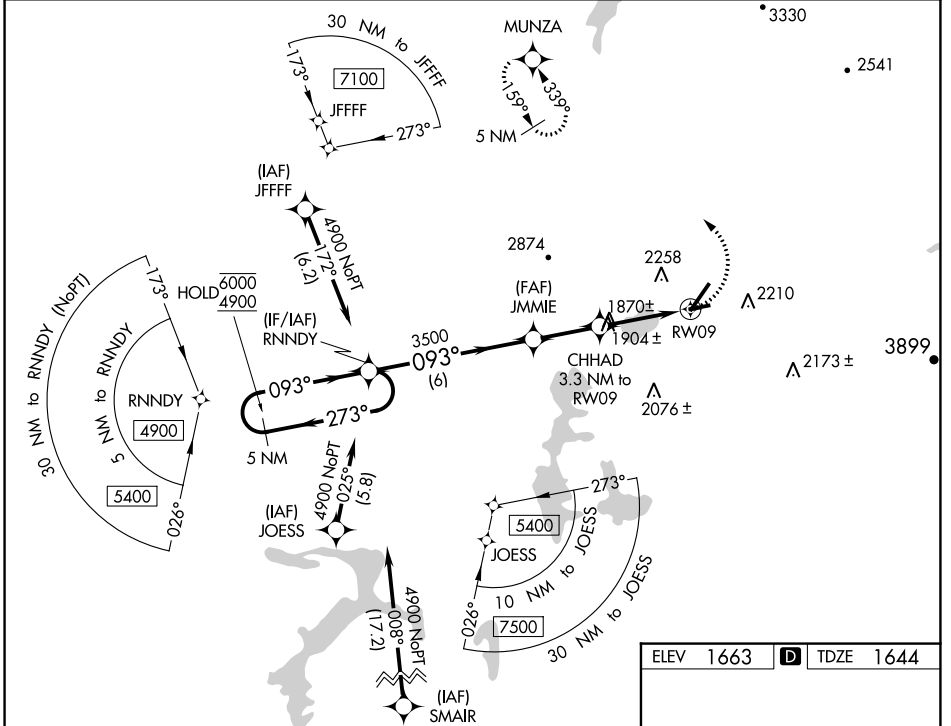 3330
2541
30 NM to JFFFF
173°
7100
JFFFF
273°
MUNZA
159°
339°
5 NM
(IAF)
JFFFF
4900 NoPT
172°
(6.2)
2874
2258
2210
(FAF)
JMMIE
1870±
1904 ±
RW09
CHHAD
3.3 NM to
RW09
2076 ±
2173 ±
3899
30 NM to RNNDY (NoPT)
173°
5 NM to RNNDY
RNNDY
4900
5400
026°
HOLD 6000
4900
(IF/IAF)
RNNDY
3500
093°
(6)
093°
273°
5 NM
4900 NoPT
025°
(5.8)
(IAF)
JOESS
273°
5400
JOESS
10 NM to JOESS
026°
7500
30 NM to JOESS
4900 NoPT
008°
(17.2)
(IAF)
SMAIR
ELEV 1663 D TDZE 1644